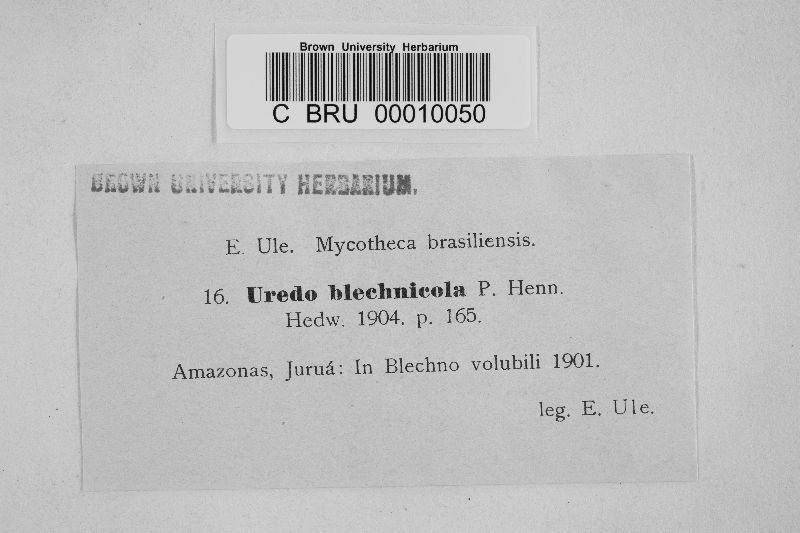 Brown University Herbarium
C BRU 00010050
BROWN UNIVERSITY HERBARIUM.
E. Ule. Mycotheca brasiliensis.
16. Uredo blechnicola P. Henn.
Hedw. 1904. p. 165.
Amazonas, Juruá: In Blechno volubili 1901.
leg. E. Ule.